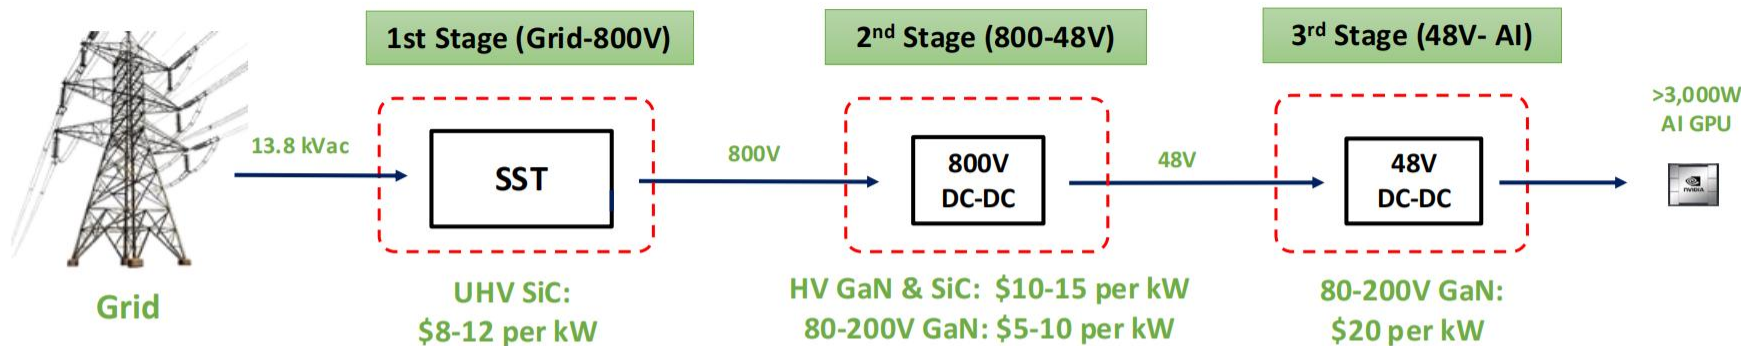 1st Stage (Grid-800V)
2nd Stage (800-48V)
3rd Stage (48V- AI)
>3,000W
AI GPU
13.8 kVac
SST
800V
800V
DC-DC
48V
48V
DC-DC
NVIDIA
Grid
UHV SiC:
$8-12 per kW
HV GaN & SiC:  $10-15 per kW
80-200V GaN: $5-10 per kW
80-200V GaN:
$20 per kW